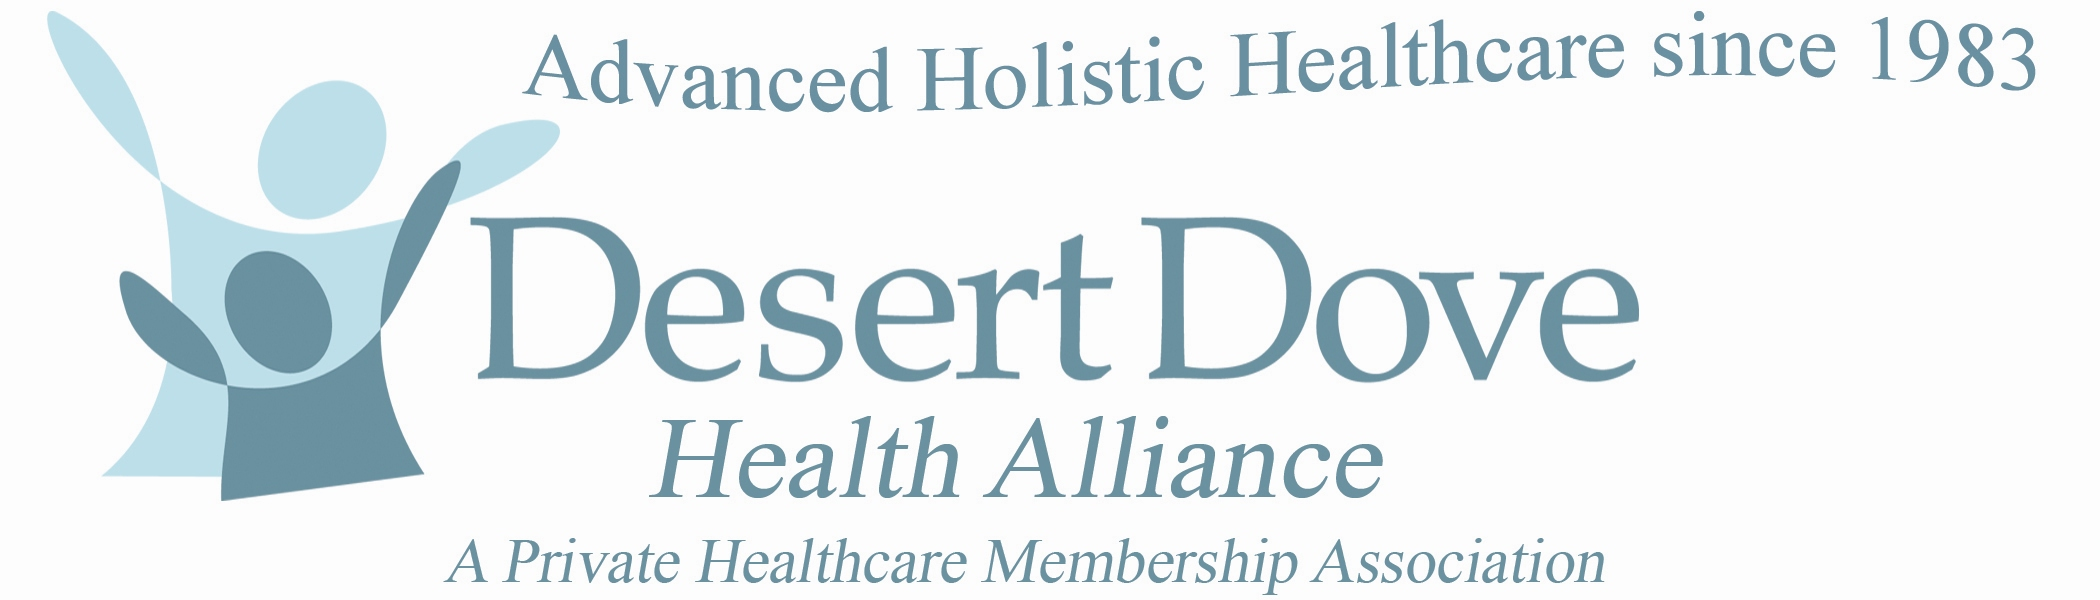 Advanced Holistic Healthcare since 1983
Desert Dove
Health Alliance
A Private Healthcare Membership Association